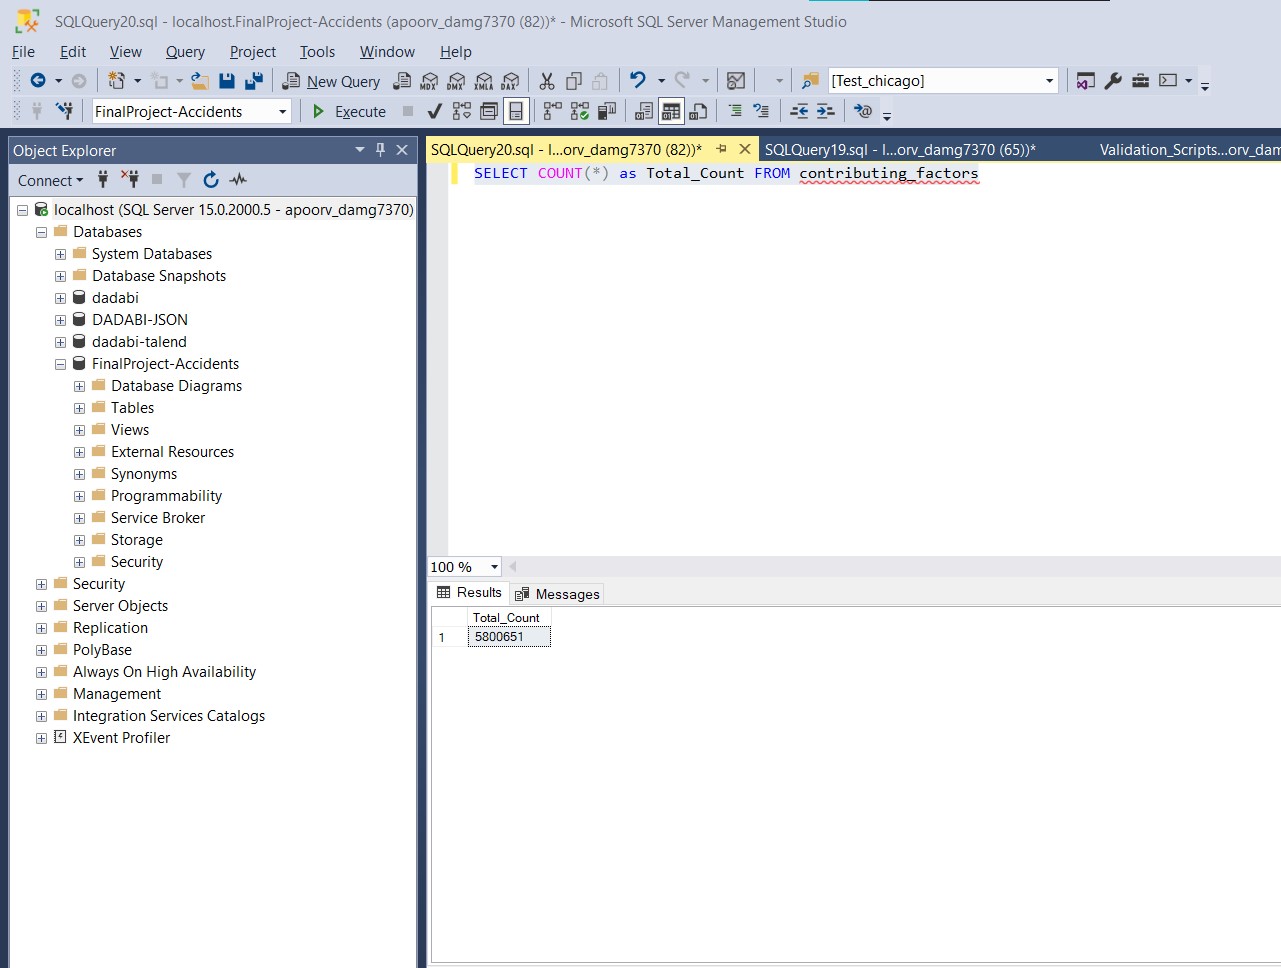 SQLQuery20.sql - localhost.FinalProject-Accidents (apoorv_damg7370 (82))* - Microsoft SQL Server Management Studio
File Edit View Query Project Tools Window Help
New Query MDX DMX XMLA DAX [Test_chicago]
FinalProject-Accidents Execute
Object Explorer
SQLQuery20.sql - l...orv_damg7370 (82))* SQLQuery19.sql - l...orv_damg7370 (65))* Validation_Scripts...orv_dam
Connect
SELECT COUNT(*) as Total_Count FROM contributing_factors
localhost (SQL Server 15.0.2000.5 - apoorv_damg7370)
Databases
System Databases
Database Snapshots
dadabi
DADABI-JSON
dadabi-talend
FinalProject-Accidents
Database Diagrams
Tables
Views
External Resources
Synonyms
Programmability
Service Broker
Storage
Security
Security
Server Objects
Replication
PolyBase
Always On High Availability
Management
Integration Services Catalogs
XEvent Profiler
100 %
Results Messages
Total_Count
1 5800651